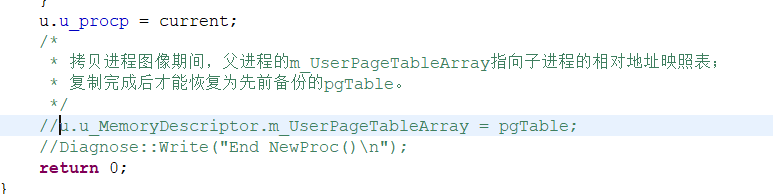 }
u.u_procp = current;
/*
* 拷贝进程图像期间，父进程的m_UserPageTableArray指向子进程的相对地址映照表；
* 复制完成后才能恢复为先前备份的pgTable。
*/
//u.u_MemoryDescriptor.m_UserPageTableArray = pgTable;
//Diagnose::Write("End NewProc()\n");
return 0;
}